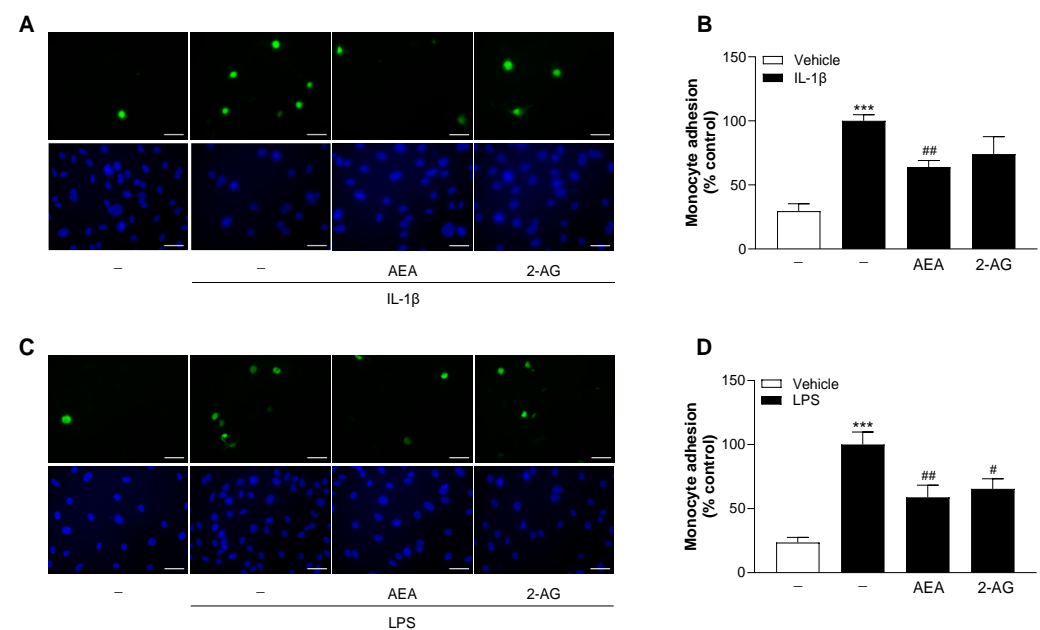 A
– – AEA 2-AG
IL-1β
B
150
100
50
0
Monocyte adhesion
(% control)
Vehicle
IL-1β
***
##
– – AEA 2-AG
C
– – AEA 2-AG
LPS
D
150
100
50
0
Monocyte adhesion
(% control)
Vehicle
LPS
***
##
#
– – AEA 2-AG